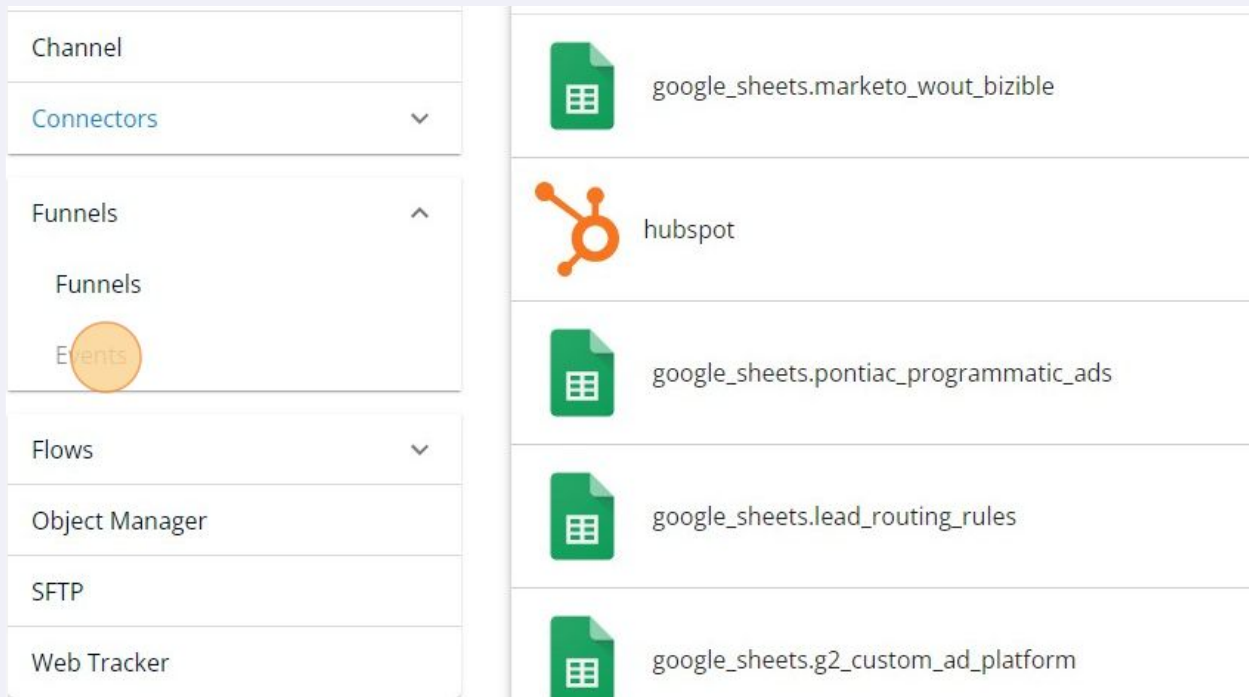 Channel
Connectors
Funnels
Funnels
Events
Flows
Object Manager
SFTP
Web Tracker
google_sheets.marketo_wout_bizible
hubspot
google_sheets.pontiac_programmatic_ads
google_sheets.lead_routing_rules
google_sheets.g2_custom_ad_platform